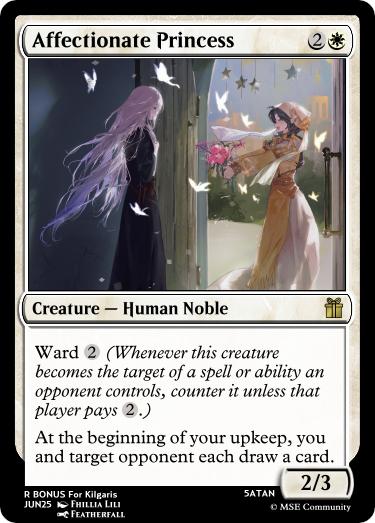 Affectionate Princess 2
Creature — Human Noble
Ward 2 (Whenever this creature
becomes the target of a spell or ability an
opponent controls, counter it unless that
player pays 2.)
At the beginning of your upkeep, you
and target opponent each draw a card.
2/3
R BONUS For Kilgaris 5ATAN
JUN25 Fhillia Lili © MSE Community
Featherfall